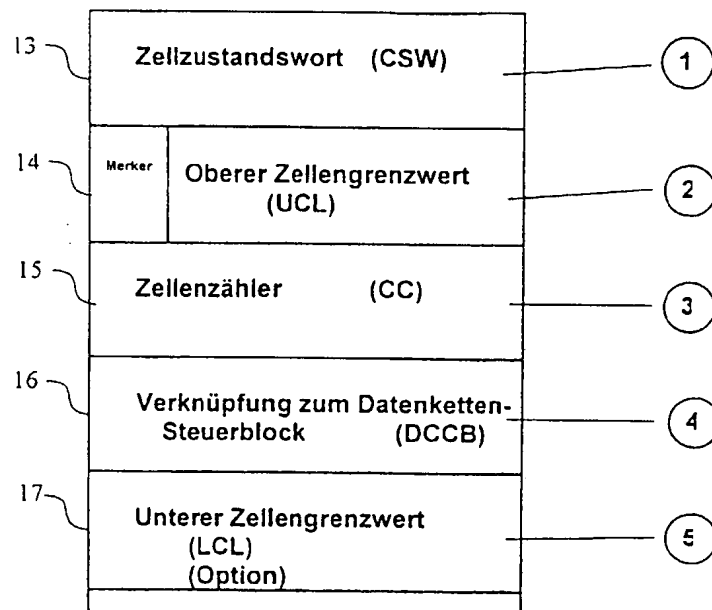 13 Zellzustandswort (CSW) 1
14 Merker Oberer Zellengrenzwert
(UCL) 2
15 Zellenzähler (CC) 3
16 Verknüpfung zum Datenketten-
Steuerblock (DCCB) 4
17 Unterer Zellengrenzwert
(LCL) 5
(Option)